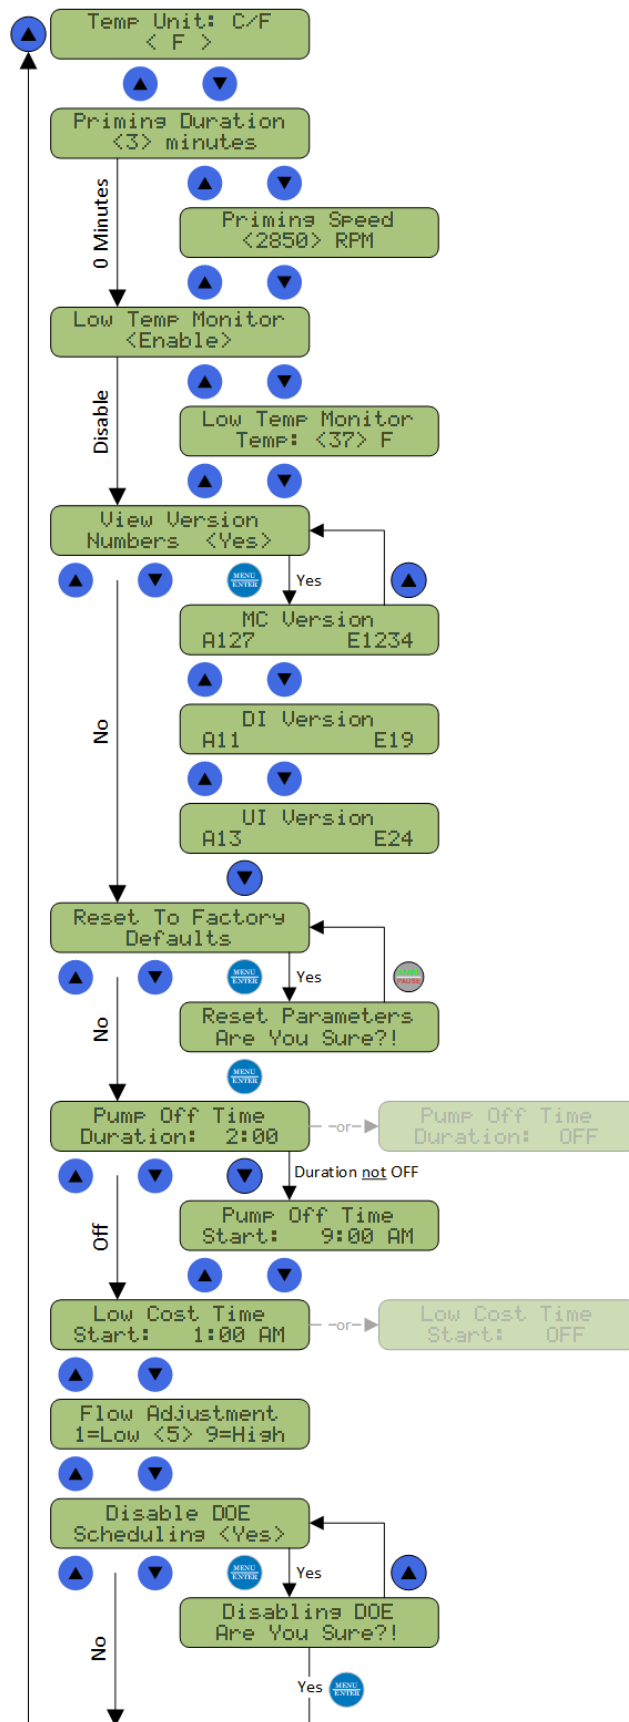 Temp Unit: C/F
< F >
Priming Duration
<3> minutes
0 Minutes
Priming Speed
<2850> RPM
Low Temp Monitor
<Enable>
Disable
Low Temp Monitor
Temp: <37> F
View Version
Numbers <Yes>
MENU
ENTER
Yes
MC Version
A127 E1234
No
DI Version
A11 E19
UI Version
A13 E24
Reset To Factory
Defaults
MENU
ENTER
Yes
PAUSE
No
Reset Parameters
Are You Sure?!
MENU
ENTER
Pump Off Time
Duration: 2:00
-or-
Pump Off Time
Duration: OFF
Duration not OFF
Off
Pump Off Time
Start: 9:00 AM
Low Cost Time
Start: 1:00 AM
-or-
Low Cost Time
Start: OFF
Flow Adjustment
1=Low <5> 9=High
Disable DOE
Scheduling <Yes>
MENU
ENTER
Yes
Disabling DOE
Are You Sure?!
No
Yes
MENU
ENTER